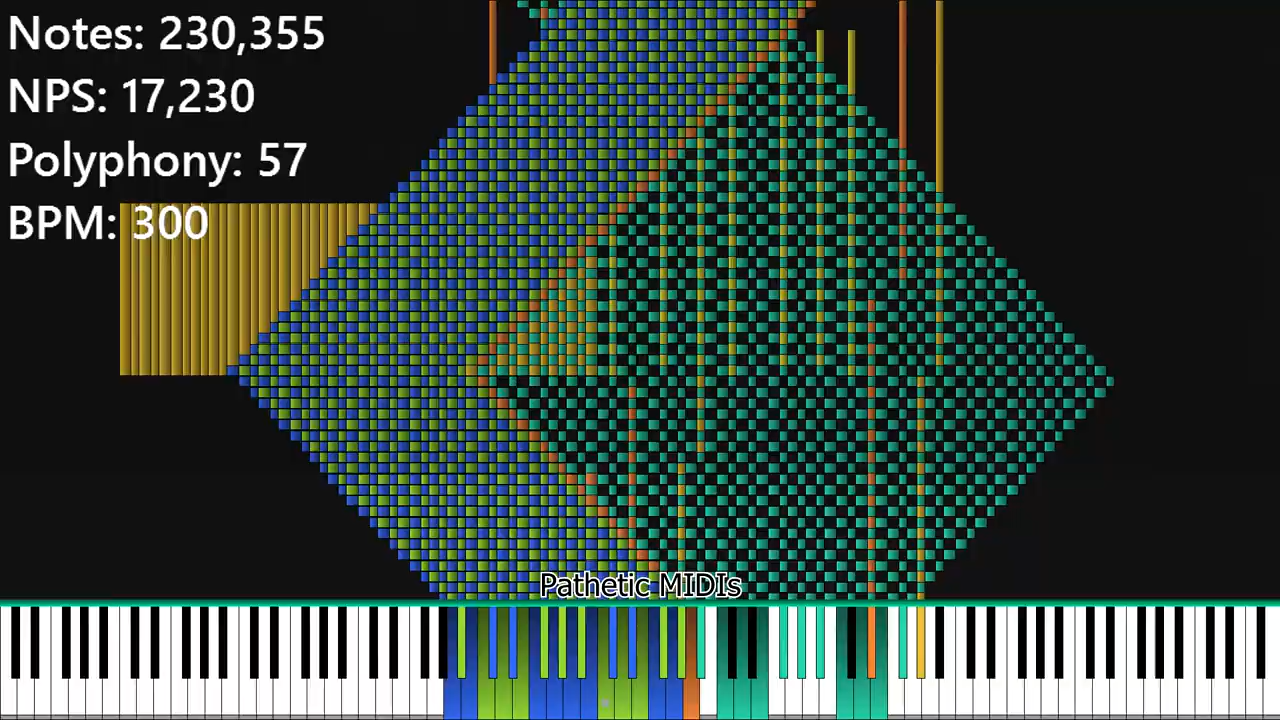 Notes: 230,355
NPS: 17,230
Polyphony: 57
BPM: 300
Pathetic MIDIs